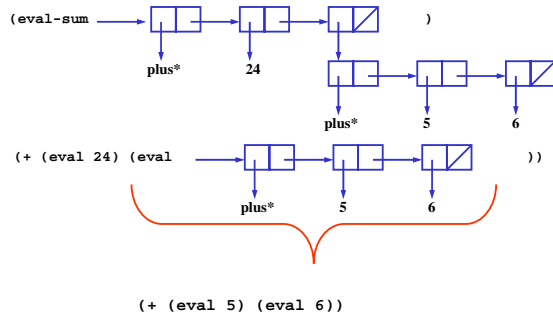 (eval-sum )
plus* 24
plus* 5 6
(+ (eval 24) (eval ))
plus* 5 6
(+ (eval 5) (eval 6))